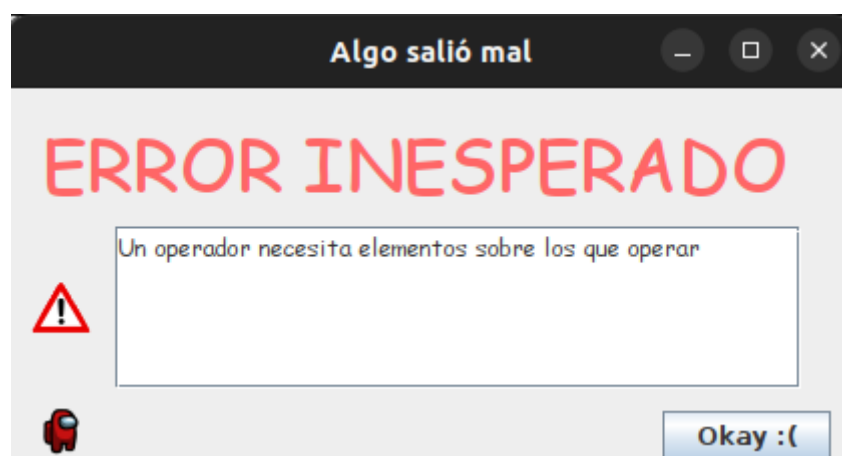 Algo salió mal
ERROR INESPERADO
Un operador necesita elementos sobre los que operar
Okay :(